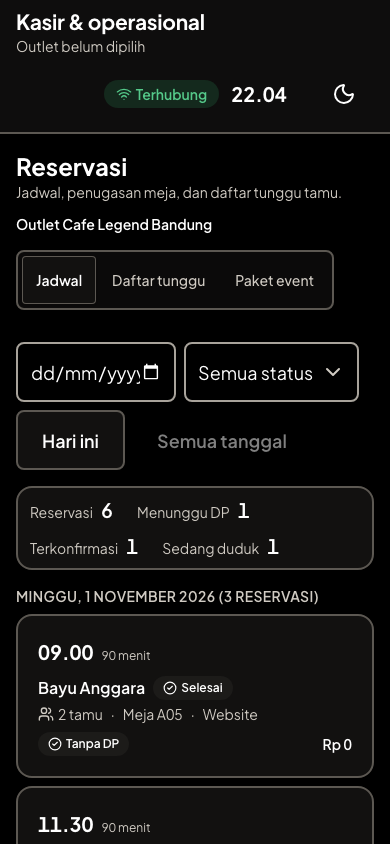 Kasir & operasional
Outlet belum dipilih
Terhubung 22.04
Reservasi
Jadwal, penugasan meja, dan daftar tunggu tamu.
Outlet Cafe Legend Bandung
Jadwal Daftar tunggu Paket event
dd/mm/yyyy Semua status
Hari ini Semua tanggal
Reservasi 6 Menunggu DP 1
Terkonfirmasi 1 Sedang duduk 1
MINGGU, 1 NOVEMBER 2026 (3 RESERVASI)
09.00 90 menit
Bayu Anggara Selesai
2 tamu · Meja A05 · Website
Tanpa DP Rp 0
11.30 90 menit